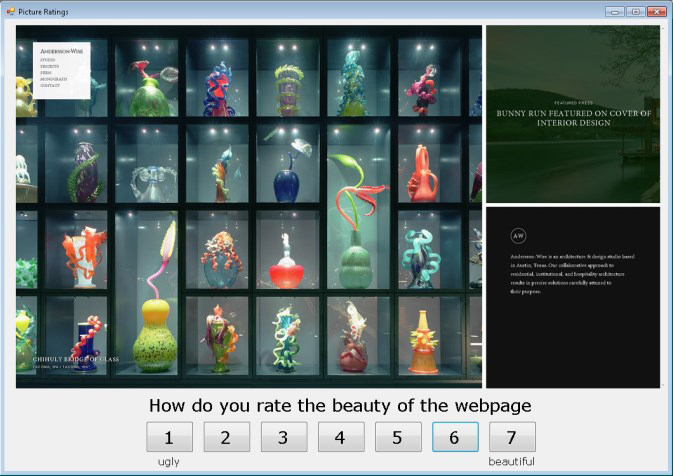 Picture Ratings
ANDERSSON-WISE
STUDIO
PROJECTS
PRESS
MONOGRAPH
CONTACT
CHIHULY BRIDGE OF GLASS
TACOMA, WA
FEATURED PRESS
BUNNY RUN FEATURED ON COVER OF
INTERIOR DESIGN
AW
Andersson-Wise is an architecture & design studio based
in Austin, Texas. Our collaborative approach to
residential, institutional, and hospitality architecture
results in precise solutions carefully attuned to
their purpose.
How do you rate the beauty of the webpage
1 2 3 4 5 6 7
ugly beautiful